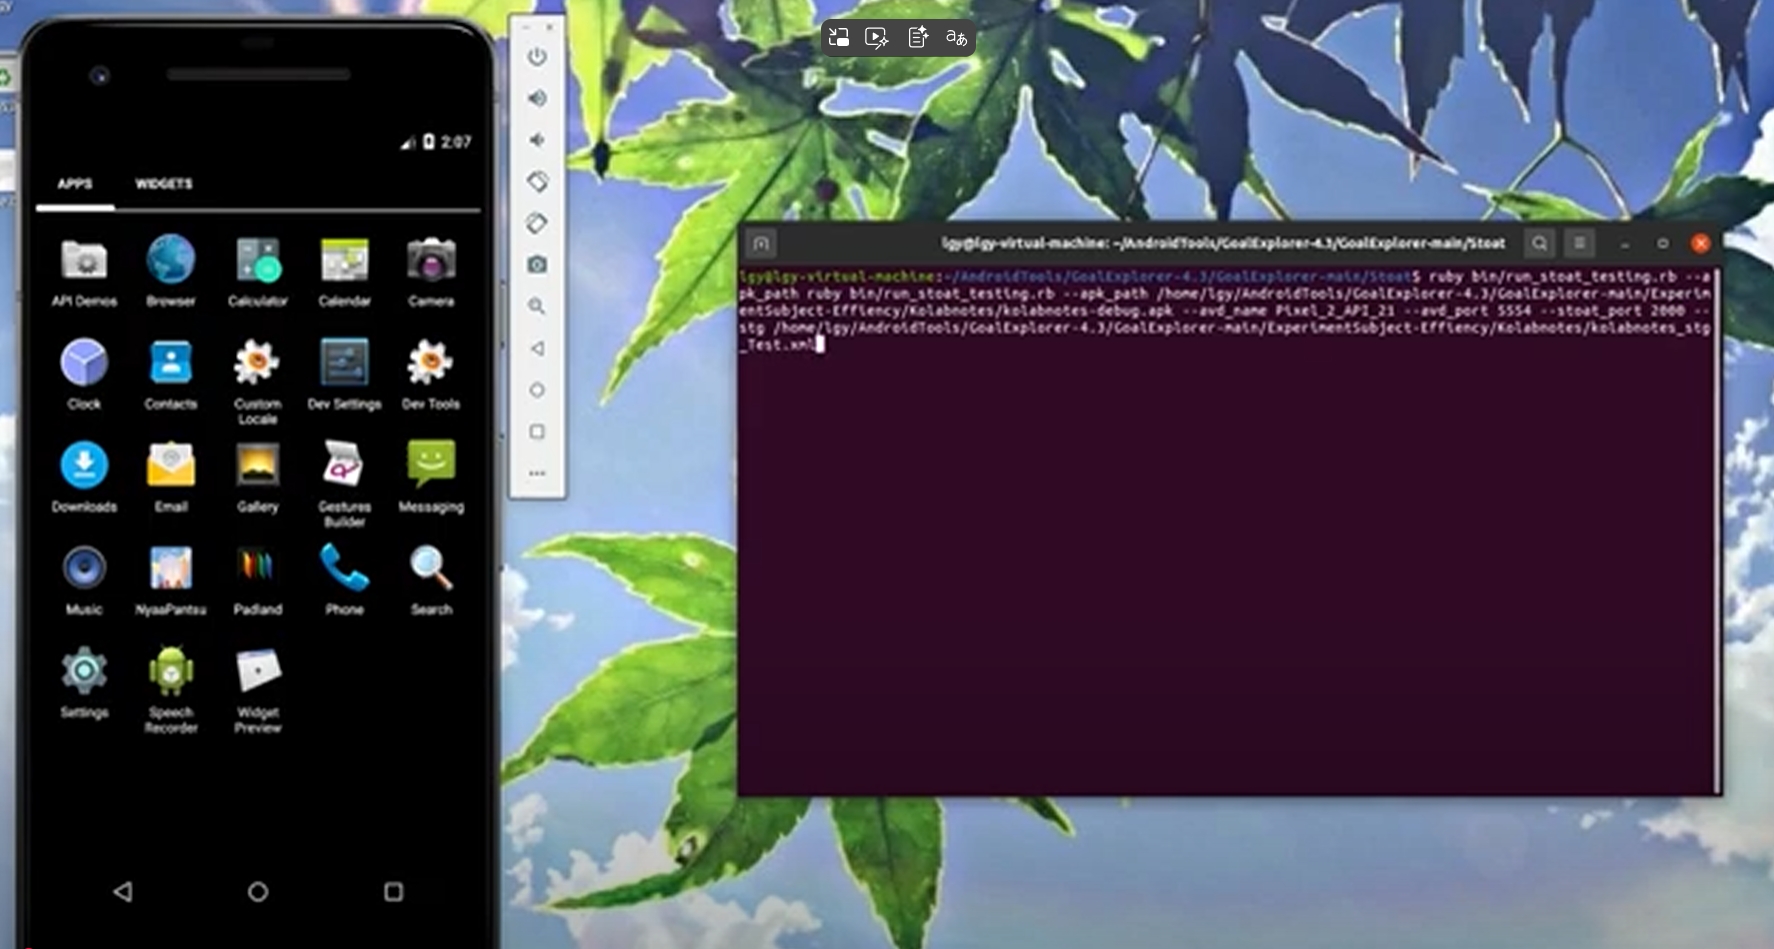 2:07
APPS WIDGETS
API Demos Browser Calculator Calendar Camera
Clock Contacts Custom Locale Dev Settings Dev Tools
Downloads Email Gallery Gestures Builder Messaging
Music NyaaPantsu Padland Phone Search
Settings Speech Recorder Widget Preview
lgy@lgy-virtual-machine: ~/AndroidTools/GoalExplorer-4.3/GoalExplorer-main/Stoat
lgy@lgy-virtual-machine:~/AndroidTools/GoalExplorer-4.3/GoalExplorer-main/Stoat$ ruby bin/run_stoat_testing.rb --a
pk_path ruby bin/run_stoat_testing.rb --apk_path /home/lgy/AndroidTools/GoalExplorer-4.3/GoalExplorer-main/Experim
entSubject-Effiency/Kolabnotes/kolabnotes-debug.apk --avd_name Pixel_2_API_21 --avd_port 5554 --stoat_port 2000 --
stg /home/lgy/AndroidTools/GoalExplorer-4.3/GoalExplorer-main/ExperimentSubject-Effiency/Kolabnotes/kolabnotes_stg
_Test.xml